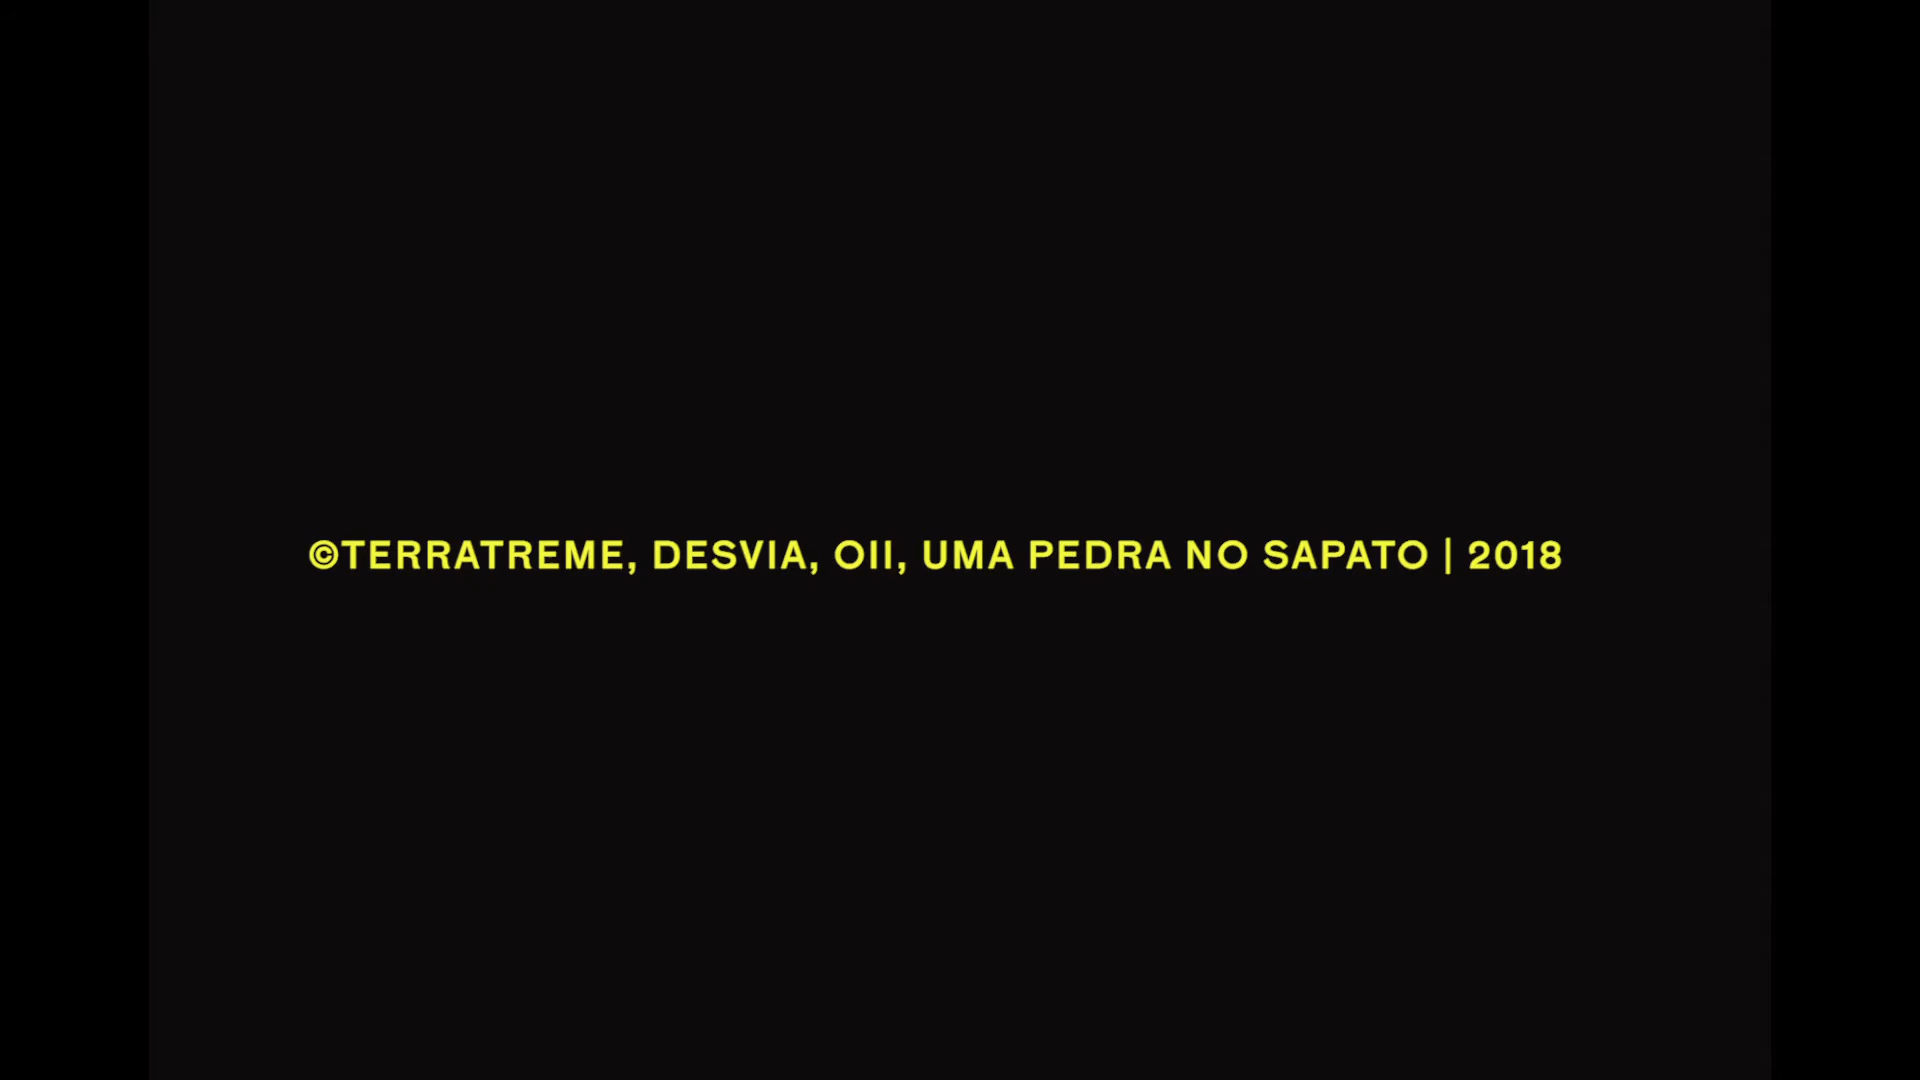 ©TERRATREME, DESVIA, OII, UMA PEDRA NO SAPATO | 2018